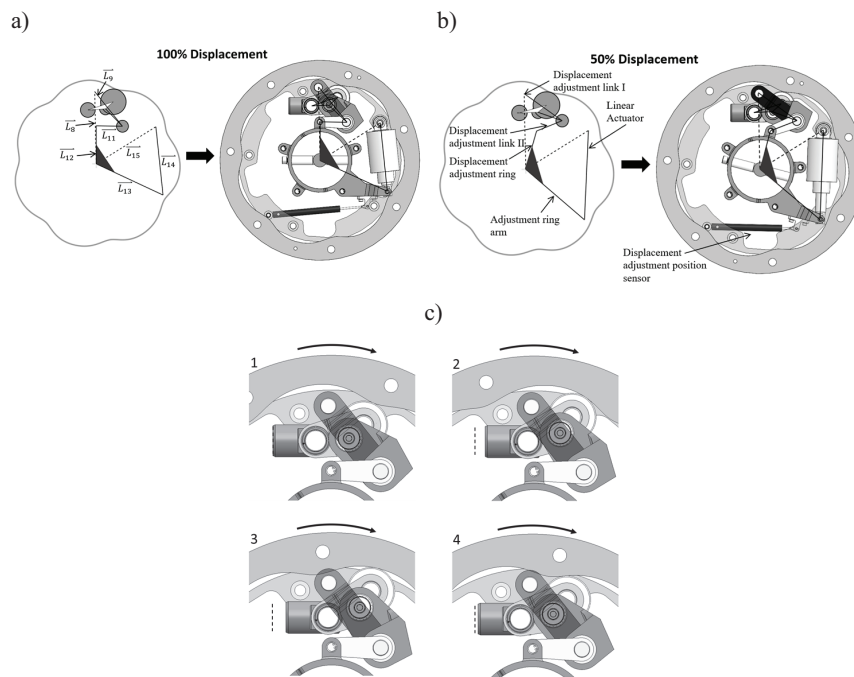 a)
100% Displacement
L₉
L₈
L₁₁
L₁₂
L₁₅
L₁₄
L₁₃
b)
50% Displacement
Displacement
adjustment link I
Linear
Actuator
Displacement
adjustment link II
Displacement
adjustment ring
Adjustment ring
arm
Displacement
adjustment position
sensor
c)
1
2
3
4